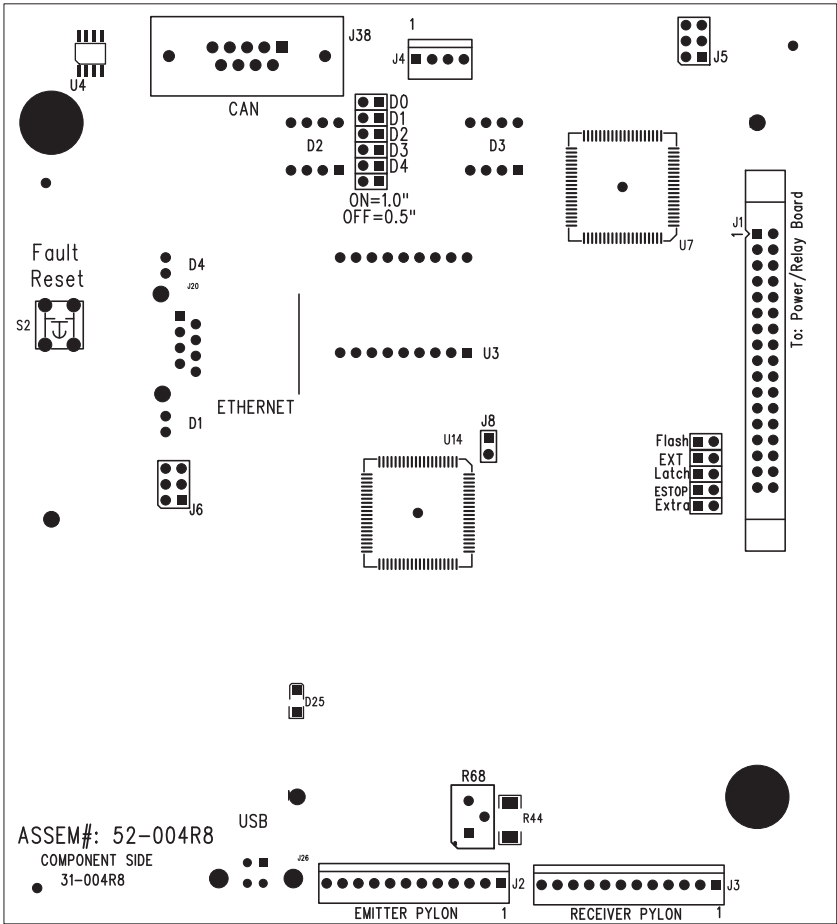 1
J38
J4
J5
U4
CAN
D0
D1
D2
D3
D4
D2
D3
ON=1.0"
OFF=0.5"
U7
J1
1
To: Power/Relay Board
Fault
Reset
S2
D4
J20
U3
ETHERNET
D1
J8
U14
J6
Flash
EXT
Latch
ESTOP
Extra
D25
R68
R44
USB
ASSEM#: 52-004R8
COMPONENT SIDE
31-004R8
J26
J2
J3
EMITTER PYLON 1
RECEIVER PYLON 1